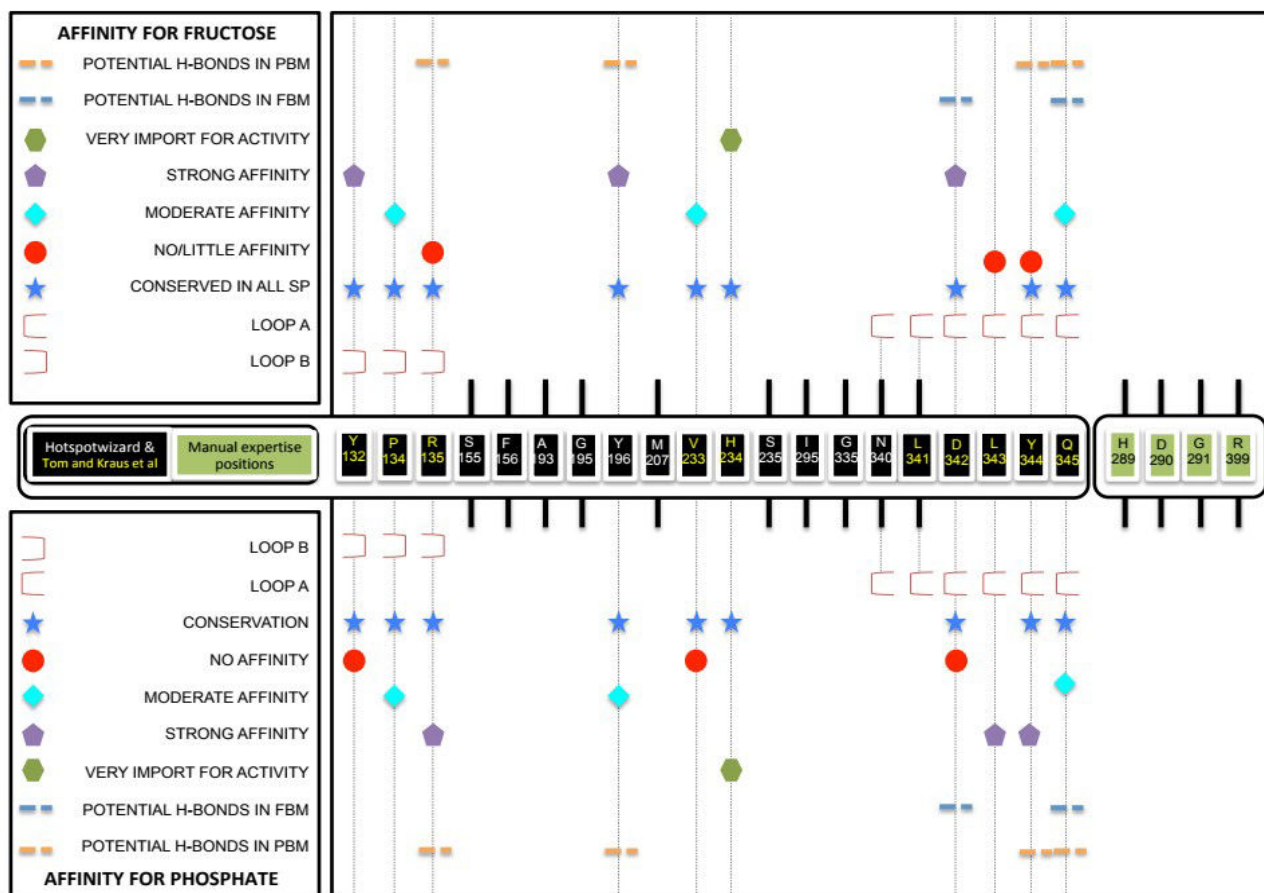 AFFINITY FOR FRUCTOSE
POTENTIAL H-BONDS IN PBM
POTENTIAL H-BONDS IN FBM
VERY IMPORT FOR ACTIVITY
STRONG AFFINITY
MODERATE AFFINITY
NO/LITTLE AFFINITY
CONSERVED IN ALL SP
LOOP A
LOOP B
Hotspotwizard &
Tom and Kraus et al
Manual expertise
positions
Y P R S F A G Y M V H S I G N L D L Y Q H D G R
132 134 135 155 156 193 195 196 207 233 234 235 295 335 340 341 342 343 344 345 289 290 291 399
LOOP B
LOOP A
CONSERVATION
NO AFFINITY
MODERATE AFFINITY
STRONG AFFINITY
VERY IMPORT FOR ACTIVITY
POTENTIAL H-BONDS IN FBM
POTENTIAL H-BONDS IN PBM
AFFINITY FOR PHOSPHATE